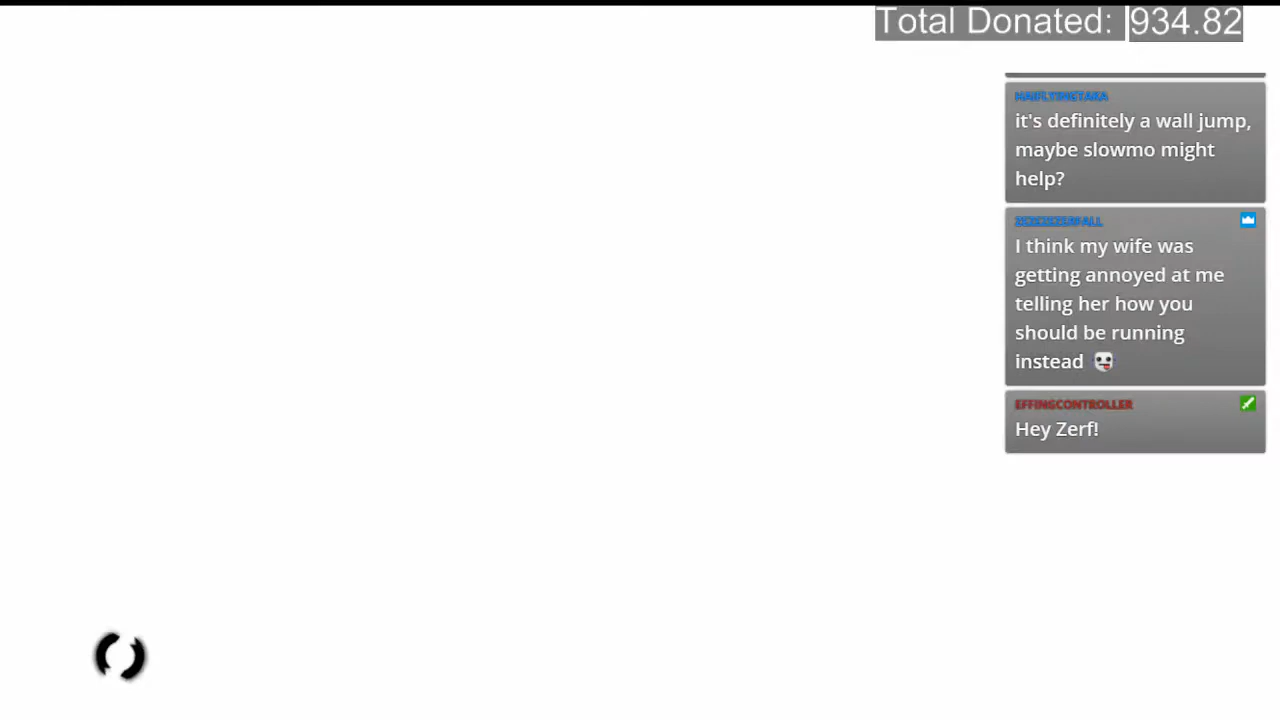 Total Donated: 934.82
it's definitely a wall jump,
maybe slowmo might
help?
I think my wife was
getting annoyed at me
telling her how you
should be running
instead
EFFINGCONTROLLER
Hey Zerf!